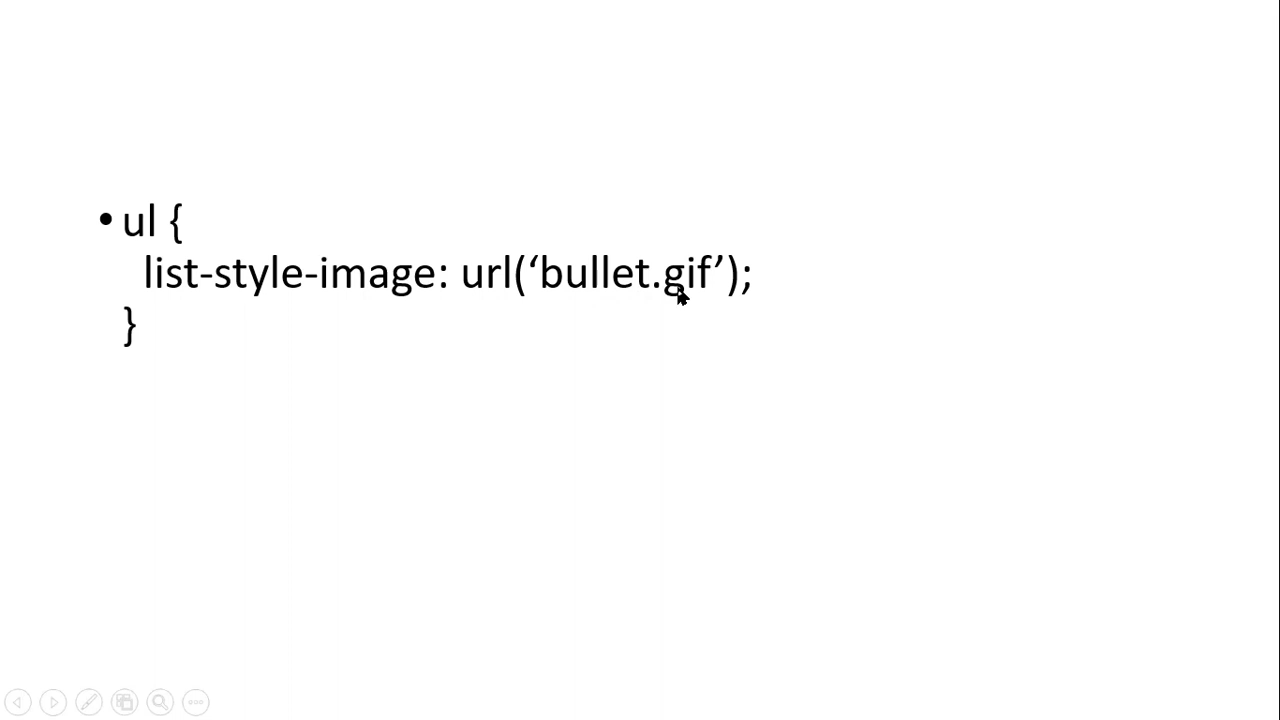 • ul {
list-style-image: url(‘bullet.gif’);
}